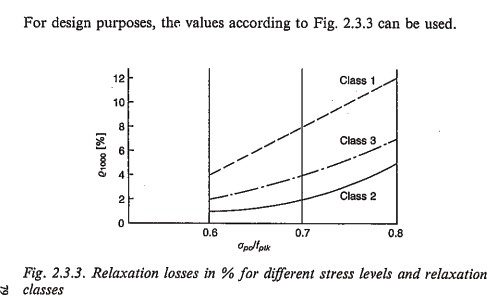 For design purposes, the values according to Fig. 2.3.3 can be used.
12
10
8
6
4
2
0
ϱ1000 [%]
Class 1
Class 3
Class 2
0.6
0.7
0.8
σpo/fptk
Fig. 2.3.3. Relaxation losses in % for different stress levels and relaxation
classes